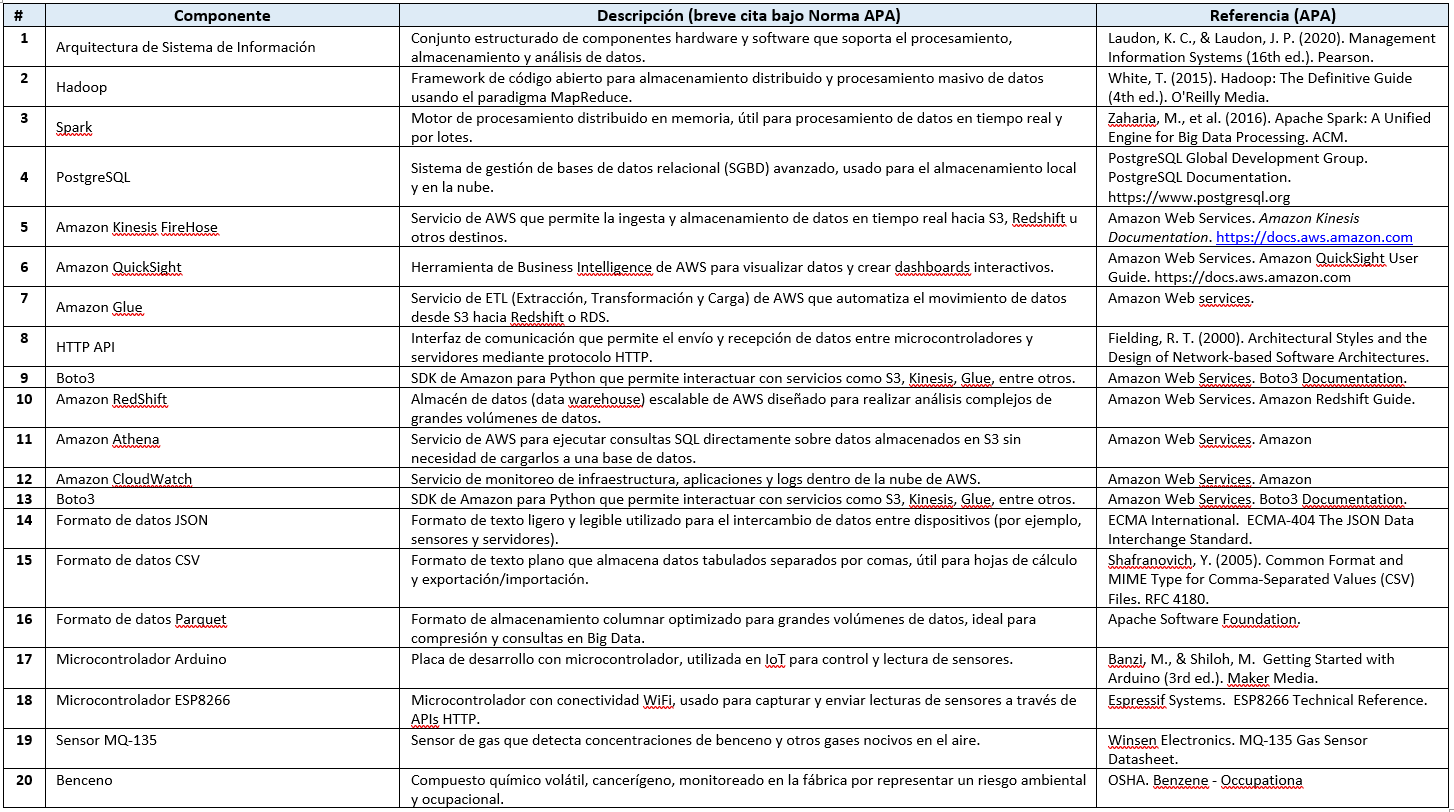 # Componente Descripción (breve cita bajo Norma APA) Referencia (APA)
1 Arquitectura de Sistema de Información Conjunto estructurado de componentes hardware y software que soporta el procesamiento,
almacenamiento y análisis de datos. Laudon, K. C., & Laudon, J. P. (2020). Management
Information Systems (16th ed.). Pearson.
2 Hadoop Framework de código abierto para almacenamiento distribuido y procesamiento masivo de datos
usando el paradigma MapReduce. White, T. (2015). Hadoop: The Definitive Guide
(4th ed.). O'Reilly Media.
3 Spark Motor de procesamiento distribuido en memoria, útil para procesamiento de datos en tiempo real y
por lotes. Zaharia, M., et al. (2016). Apache Spark: A Unified
Engine for Big Data Processing. ACM.
4 PostgreSQL Sistema de gestión de bases de datos relacional (SGBD) avanzado, usado para el almacenamiento local
y en la nube. PostgreSQL Global Development Group.
PostgreSQL Documentation.
https://www.postgresql.org
5 Amazon Kinesis FireHose Servicio de AWS que permite la ingesta y almacenamiento de datos en tiempo real hacia S3, Redshift u
otros destinos. Amazon Web Services. Amazon Kinesis
Documentation. https://docs.aws.amazon.com
6 Amazon QuickSight Herramienta de Business Intelligence de AWS para visualizar datos y crear dashboards interactivos. Amazon Web Services. Amazon QuickSight User
Guide. https://docs.aws.amazon.com
7 Amazon Glue Servicio de ETL (Extracción, Transformación y Carga) de AWS que automatiza el movimiento de datos
desde S3 hacia Redshift o RDS. Amazon Web services.
8 HTTP API Interfaz de comunicación que permite el envío y recepción de datos entre microcontroladores y
servidores mediante protocolo HTTP. Fielding, R. T. (2000). Architectural Styles and the
Design of Network-based Software Architectures.
9 Boto3 SDK de Amazon para Python que permite interactuar con servicios como S3, Kinesis, Glue, entre otros. Amazon Web Services. Boto3 Documentation.
10 Amazon RedShift Almacén de datos (data warehouse) escalable de AWS diseñado para realizar análisis complejos de
grandes volúmenes de datos. Amazon Web Services. Amazon Redshift Guide.
11 Amazon Athena Servicio de AWS para ejecutar consultas SQL directamente sobre datos almacenados en S3 sin
necesidad de cargarlos a una base de datos. Amazon Web Services. Amazon
12 Amazon CloudWatch Servicio de monitoreo de infraestructura, aplicaciones y logs dentro de la nube de AWS. Amazon Web Services. Amazon
13 Boto3 SDK de Amazon para Python que permite interactuar con servicios como S3, Kinesis, Glue, entre otros. Amazon Web Services. Boto3 Documentation.
14 Formato de datos JSON Formato de texto ligero y legible utilizado para el intercambio de datos entre dispositivos (por ejemplo,
sensores y servidores). ECMA International. ECMA-404 The JSON Data
Interchange Standard.
15 Formato de datos CSV Formato de texto plano que almacena datos tabulados separados por comas, útil para hojas de cálculo
y exportación/importación. Shafranovich, Y. (2005). Common Format and
MIME Type for Comma-Separated Values (CSV)
Files. RFC 4180.
16 Formato de datos Parquet Formato de almacenamiento columnar optimizado para grandes volúmenes de datos, ideal para
compresión y consultas en Big Data. Apache Software Foundation.
17 Microcontrolador Arduino Placa de desarrollo con microcontrolador, utilizada en IoT para control y lectura de sensores. Banzi, M., & Shiloh, M. Getting Started with
Arduino (3rd ed.). Maker Media.
18 Microcontrolador ESP8266 Microcontrolador con conectividad WiFi, usado para capturar y enviar lecturas de sensores a través de
APIs HTTP. Espressif Systems. ESP8266 Technical Reference.
19 Sensor MQ-135 Sensor de gas que detecta concentraciones de benceno y otros gases nocivos en el aire. Winsen Electronics. MQ-135 Gas Sensor
Datasheet.
20 Benceno Compuesto químico volátil, cancerígeno, monitoreado en la fábrica por representar un riesgo ambiental
y ocupacional. OSHA. Benzene - Occupationa